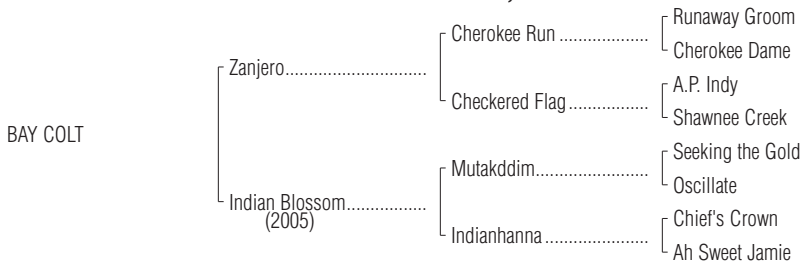 Runaway Groom
Cherokee Run ...................
Cherokee Dame
Zanjero..............................
A.P. Indy
Checkered Flag.................
Shawnee Creek
BAY COLT
Seeking the Gold
Mutakddim........................
Oscillate
Indian Blossom.................
(2005)
Chief's Crown
Indianhanna ......................
Ah Sweet Jamie